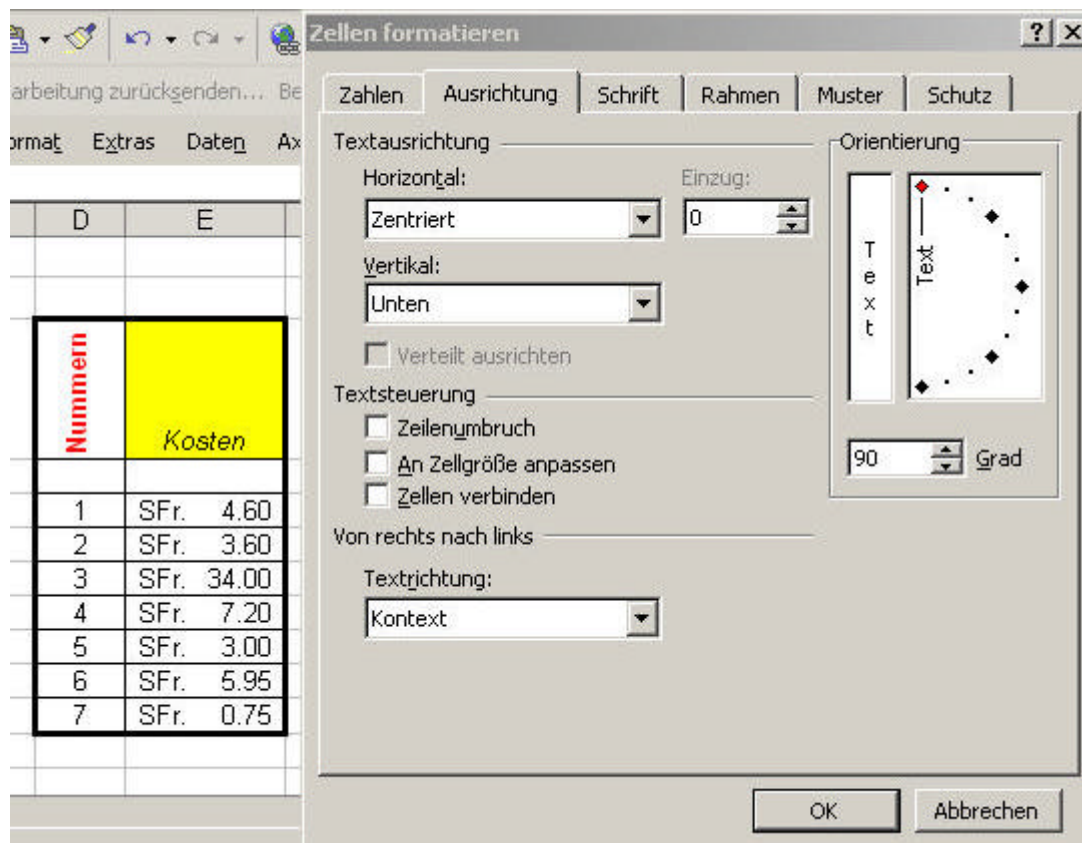 Zellen formatieren
arbeitung zurücksenden... Be
ormat Extras Daten Ax
D E
Nummern
Kosten
1 SFr. 4.60
2 SFr. 3.60
3 SFr. 34.00
4 SFr. 7.20
5 SFr. 3.00
6 SFr. 5.95
7 SFr. 0.75
Zahlen Ausrichtung Schrift Rahmen Muster Schutz
Textausrichtung
Horizontal:
Zentriert
Einzug:
0
Vertikal:
Unten
Verteilt ausrichten
Textsteuerung
Zeilenumbruch
An Zellgröße anpassen
Zellen verbinden
Von rechts nach links
Textrichtung:
Kontext
Orientierung
Text
Text
90 Grad
OK Abbrechen